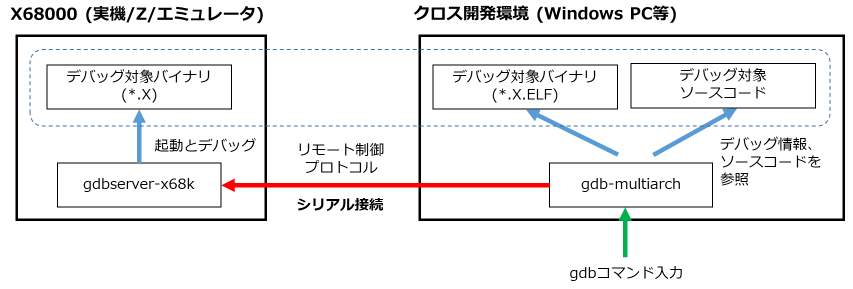 X68000 (実機/Z/エミュレータ)
クロス開発環境 (Windows PC等)
デバッグ対象バイナリ
(*.X)
デバッグ対象バイナリ
(*.X.ELF)
デバッグ対象
ソースコード
起動とデバッグ
リモート制御
プロトコル
デバッグ情報、
ソースコードを
参照
gdbserver-x68k
gdb-multiarch
シリアル接続
gdbコマンド入力